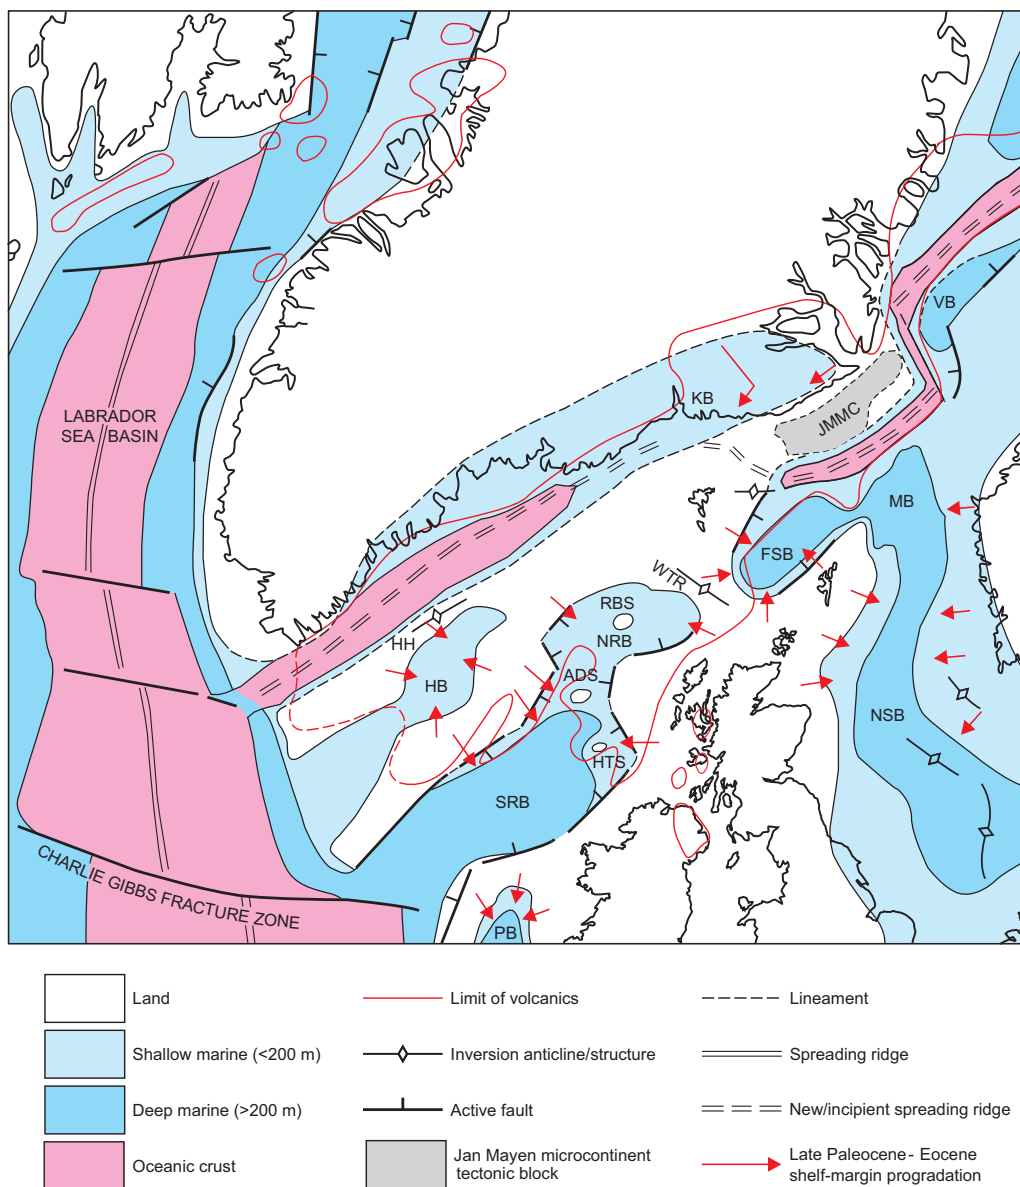 LABRADOR
SEA BASIN
KB
JMMC
VB
MB
FSB
WTR
RBS
NRB
HH
HB
ADS
HTS
NSB
SRB
CHARLIE GIBBS FRACTURE ZONE
PB
Land
Limit of volcanics
Lineament
Shallow marine (<200 m)
Inversion anticline/structure
Spreading ridge
Deep marine (>200 m)
Active fault
New/incipient spreading ridge
Oceanic crust
Jan Mayen microcontinent
tectonic block
Late Paleocene - Eocene
shelf-margin progradation